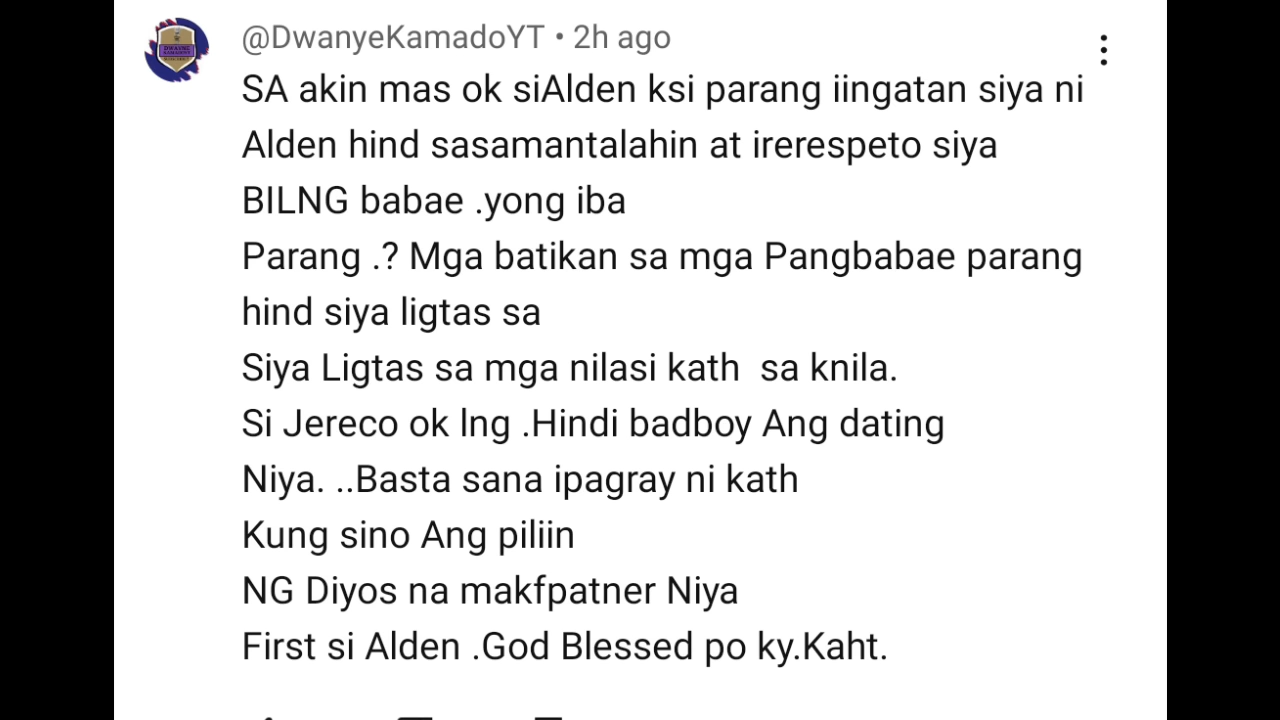 @DwanyeKamadoYT • 2h ago
SA akin mas ok siAlden ksi parang iingatan siya ni
Alden hind sasamantalahin at irerespeto siya
BILNG babae .yong iba
Parang .? Mga batikan sa mga Pangbabae parang
hind siya ligtas sa
Siya Ligtas sa mga nilasi kath  sa knila.
Si Jereco ok lng .Hindi badboy Ang dating
Niya. ..Basta sana ipagray ni kath
Kung sino Ang piliin
NG Diyos na makfpatner Niya
First si Alden .God Blessed po ky.Kaht.